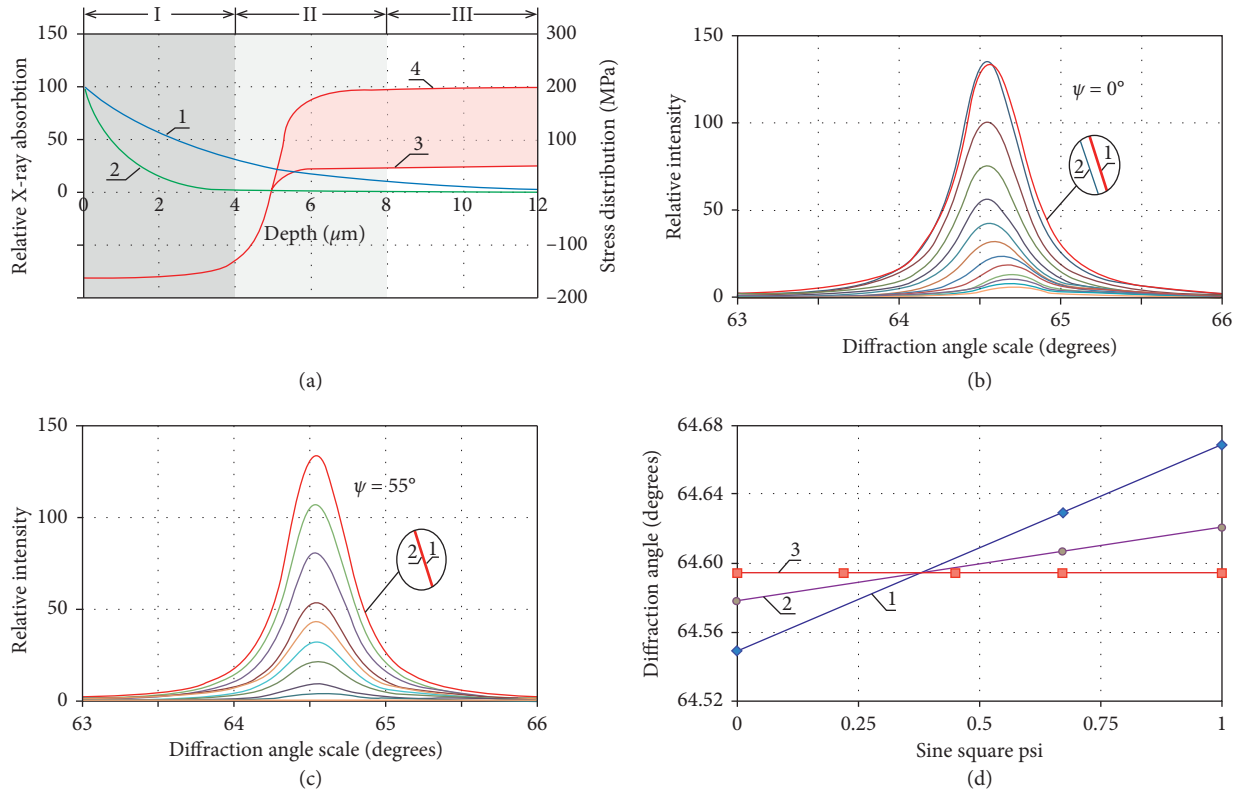 I II III
150 300
100 200
50 100
0
−100
−200
0 2 4 6 8 10 12
1
2
3
4
Relative X-ray absorbtion
Depth (μm)
Stress distribution (MPa)
(a)
150
100
50
0
63 64 65 66
ψ = 0°
2 1
Relative intensity
Diffraction angle scale (degrees)
(b)
150
100
50
0
63 64 65 66
ψ = 55°
2 1
Relative intensity
Diffraction angle scale (degrees)
(c)
64.68
64.64
64.60
64.56
64.52
0 0.25 0.5 0.75 1
3
2
1
Diffraction angle (degrees)
Sine square psi
(d)